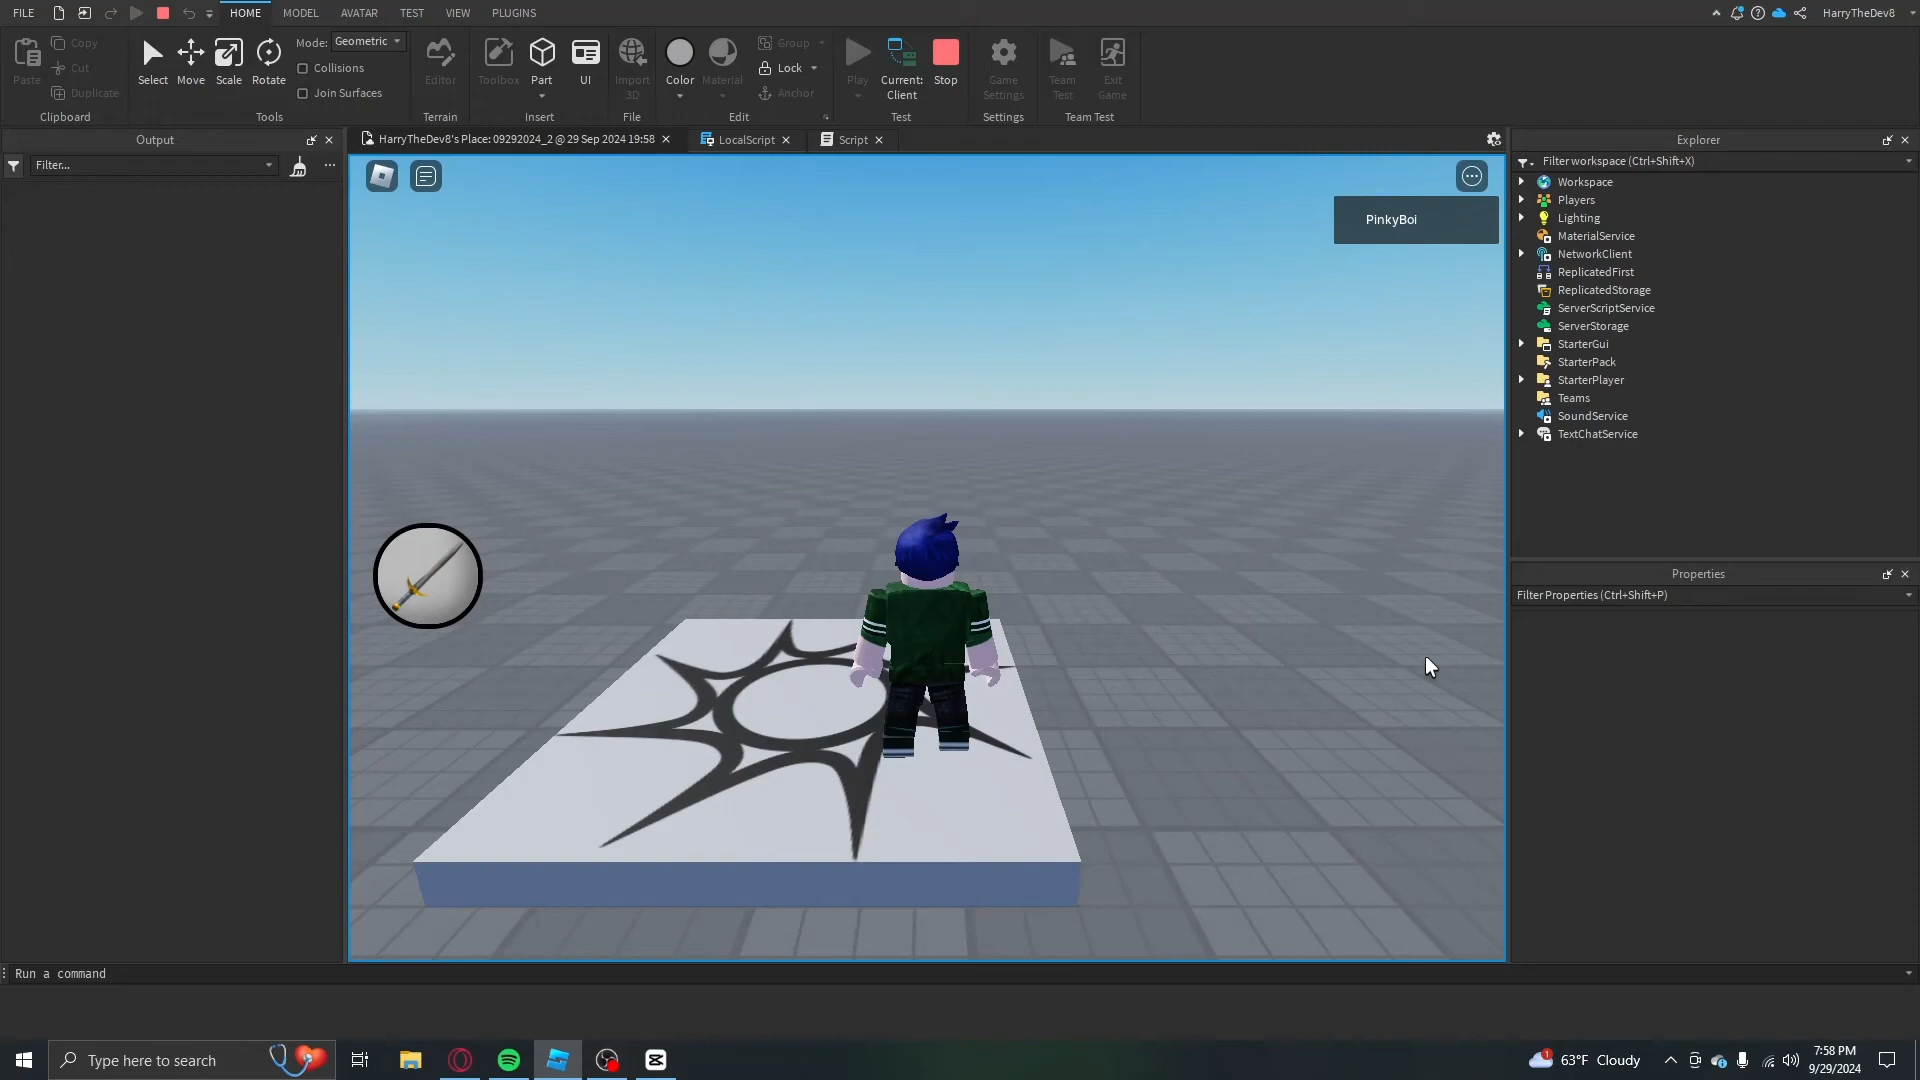 FILE HOME MODEL AVATAR TEST VIEW PLUGINS HarryTheDev8
Paste Copy Cut Duplicate Clipboard
Select Move Scale Rotate Mode: Geometric Collisions Join Surfaces Tools
Editor Terrain
Toolbox Part UI Insert
Import 3D File
Color Material Group Lock Anchor Edit
Play Current: Client Stop Test
Game Settings Settings
Team Test Exit Game Team Test
Output
Filter...
HarryTheDev8's Place: 09292024_2 @ 29 Sep 2024 19:58 LocalScript Script
PinkyBoi
Explorer
Filter workspace (Ctrl+Shift+X)
Workspace
Players
Lighting
MaterialService
NetworkClient
ReplicatedFirst
ReplicatedStorage
ServerScriptService
ServerStorage
StarterGui
StarterPack
StarterPlayer
Teams
SoundService
TextChatService
Properties
Filter Properties (Ctrl+Shift+P)
Run a command
Type here to search
1
63°F Cloudy
7:58 PM
9/29/2024